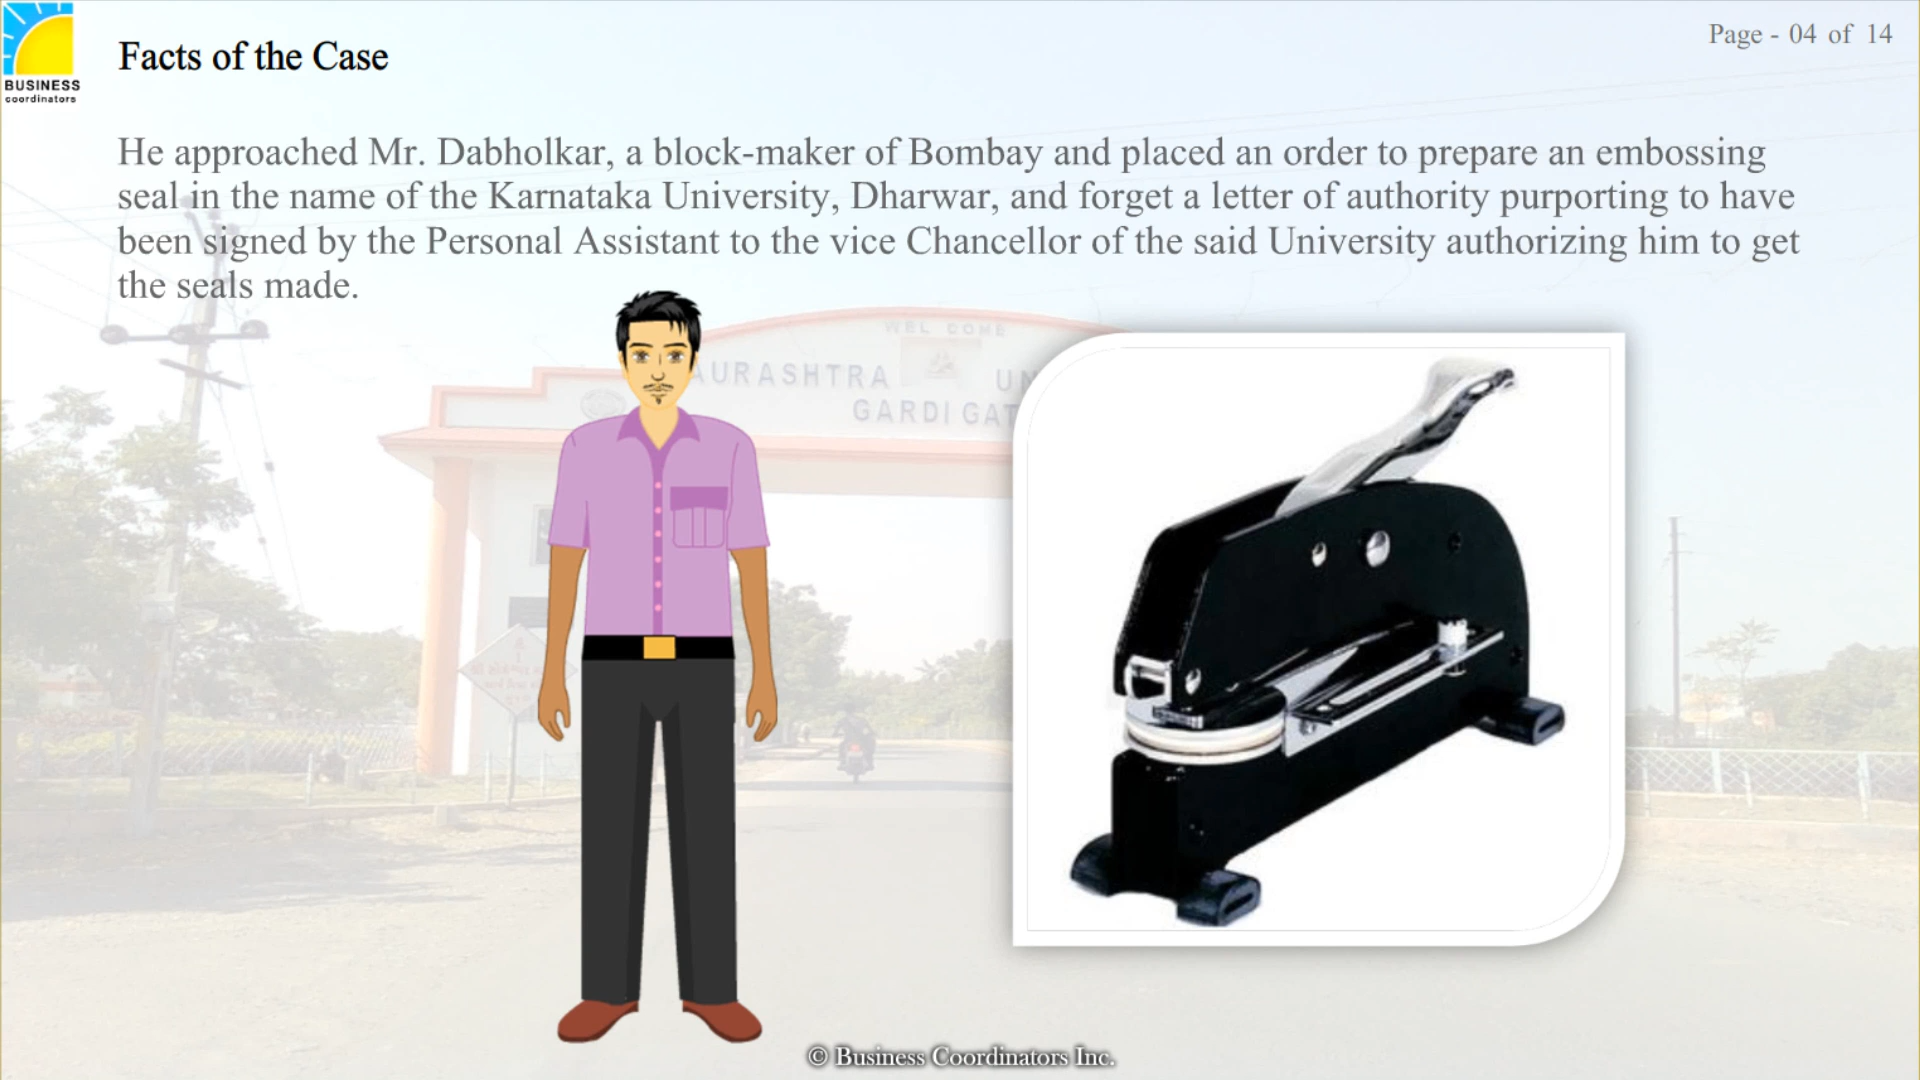 BUSINESS
coordinators
Facts of the Case
Page - 04 of 14
He approached Mr. Dabholkar, a block-maker of Bombay and placed an order to prepare an embossing
seal in the name of the Karnataka University, Dharwar, and forget a letter of authority purporting to have
been signed by the Personal Assistant to the vice Chancellor of the said University authorizing him to get
the seals made.
WEL COME
AURASHTRA UN
GARDI GAT
© Business Coordinators Inc.